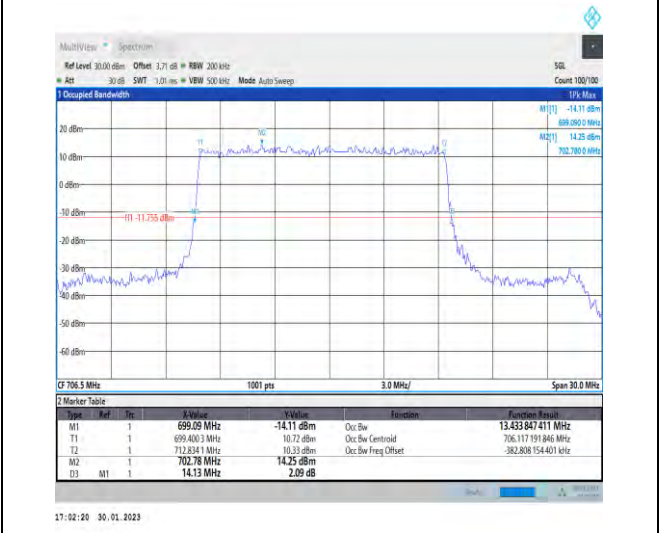 MultiView Spectrum
Ref Level 30.00 dBm Offset 3.71 dB RBW 200 kHz SGL
Att 30 dB SWT 1.01 ms VBW 500 kHz Mode Auto Sweep Count 100/100
1 Occupied Bandwidth 1Pk Max
M1[1] -14.11 dBm
699.090 0 MHz
M2[1] 14.25 dBm
702.780 0 MHz
20 dBm
M2
T1 T2
10 dBm
0 dBm
-10 dBm
H1 -11.755 dBm
-20 dBm
-30 dBm
-40 dBm
-50 dBm
-60 dBm
CF 706.5 MHz 1001 pts 3.0 MHz/ Span 30.0 MHz
2 Marker Table
Type Ref Trc X-Value Y-Value Function Function Result
M1 1 699.09 MHz -14.11 dBm Occ Bw 13.433 847 411 MHz
T1 1 699.400 3 MHz 10.72 dBm Occ Bw Centroid 706.117 191 846 MHz
T2 1 712.834 1 MHz 10.33 dBm Occ Bw Freq Offset -382.808 154 401 kHz
M2 1 702.78 MHz 14.25 dBm
D3 M1 1 14.13 MHz 2.09 dB
17:02:20 30.01.2023